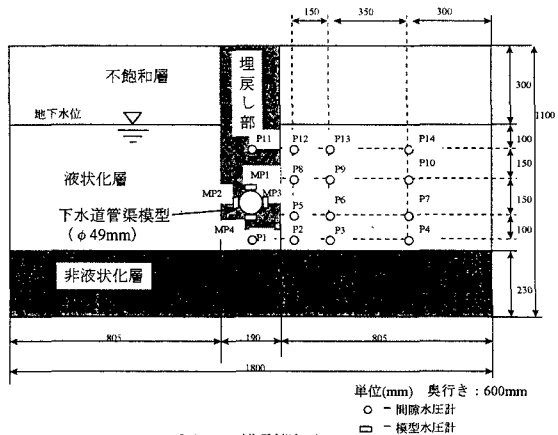 150 350 300
不飽和層
埋戻し部
地下水位
300
1100
P11 P12 P13 P14
100
液状化層
MP1 P8 P9 P10
150
MP2 MP3
下水道管渠模型
(φ49mm)
P5 P6 P7
150
MP4 P1 P2 P3 P4
100
非液状化層
230
805 190 805
1800
単位(mm) 奥行き:600mm
○ - 間隙水圧計
□ - 模型水圧計